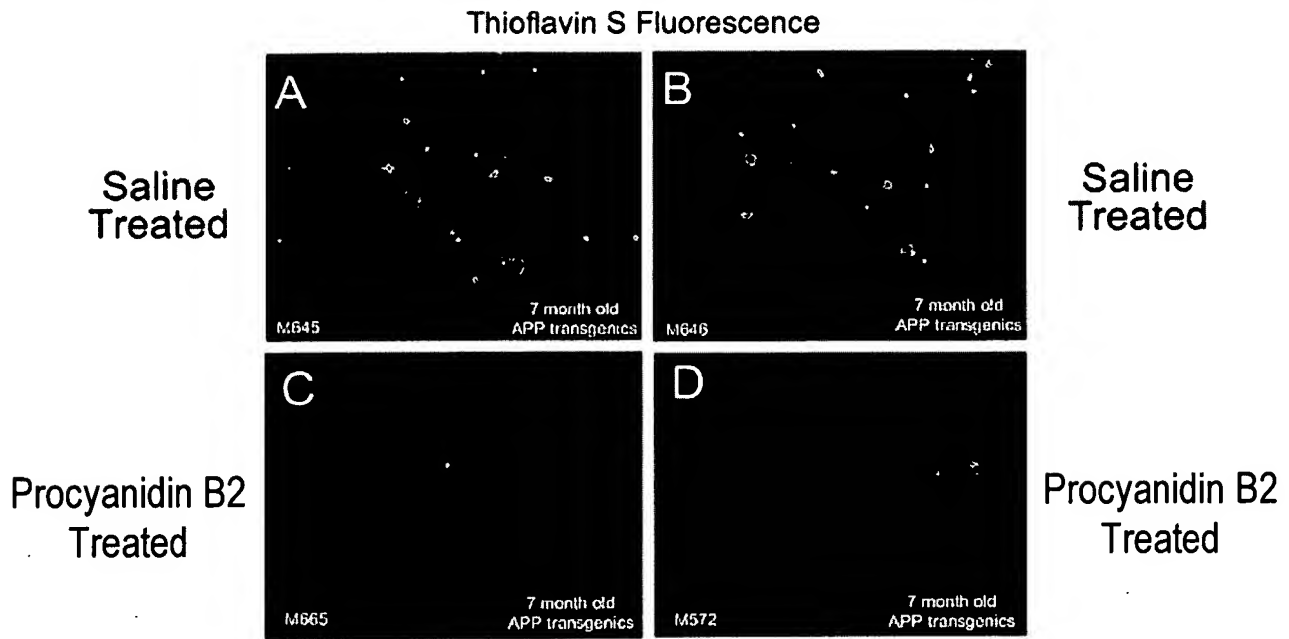 Thioflavin S Fluorescence
A
B
Saline
Treated
Saline
Treated
M645
7 month old
APP transgenics
M646
7 month old
APP transgenics
C
D
Procyanidin B2
Treated
Procyanidin B2
Treated
M665
7 month old
APP transgenics
M572
7 month old
APP transgenics